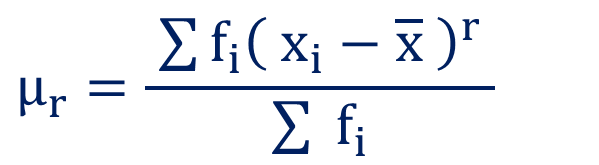 μᵣ = ∑ fᵢ( xᵢ − x̅ )ʳ / ∑ fᵢ